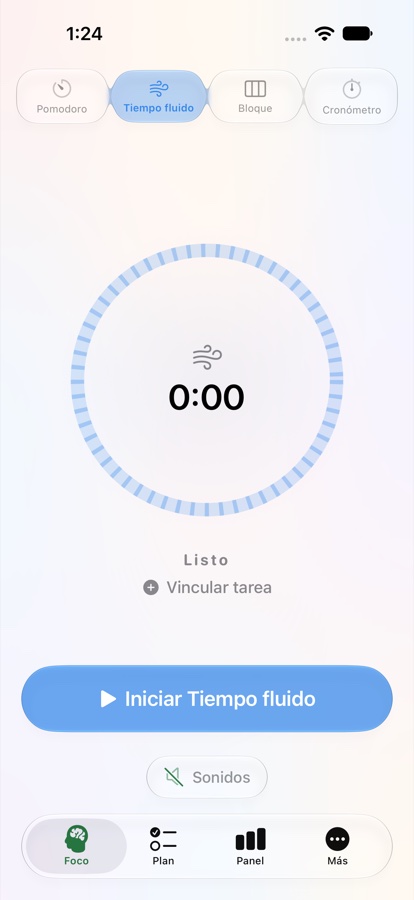 1:24
Pomodoro
Tiempo fluido
Bloque
Cronómetro
0:00
Listo
Vincular tarea
Iniciar Tiempo fluido
Sonidos
Foco
Plan
Panel
Más